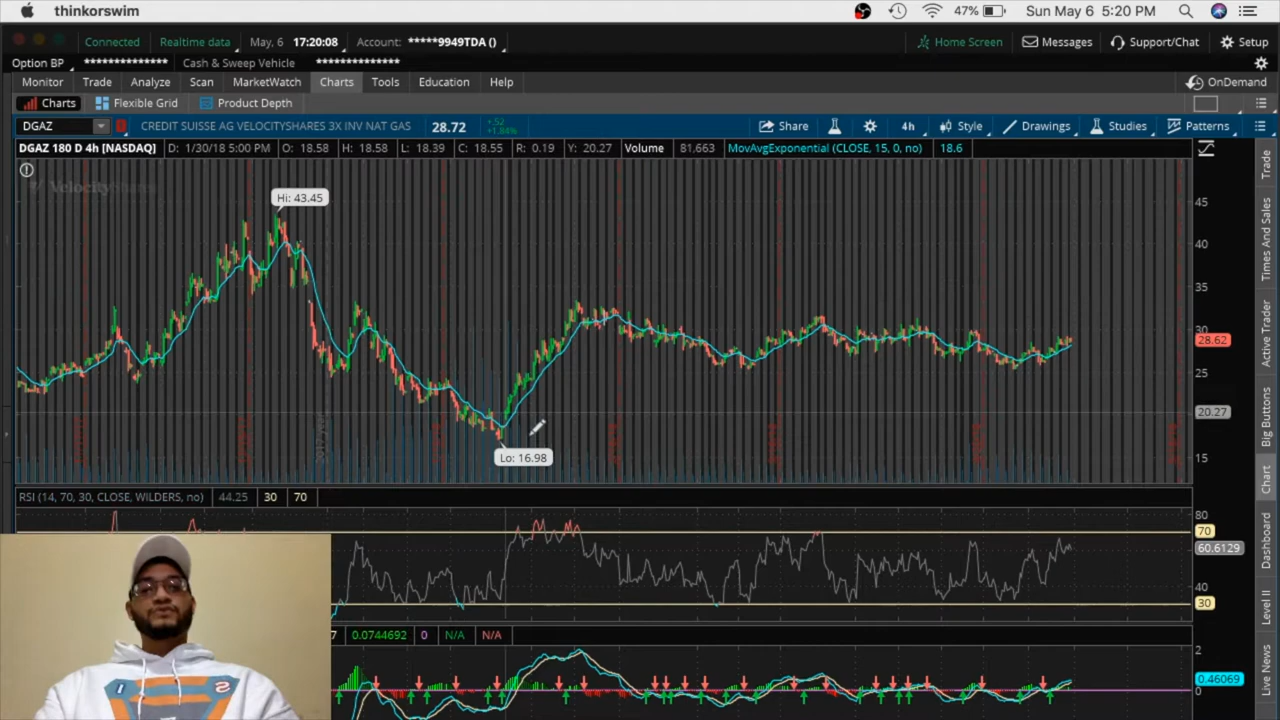 thinkorswim 47% Sun May 6 5:20 PM
Connected Realtime data May, 6 17:20:08 Account: *****9949TDA () Home Screen Messages Support/Chat Setup
Option BP ************** Cash & Sweep Vehicle **************
Monitor Trade Analyze Scan MarketWatch Charts Tools Education Help OnDemand
Charts Flexible Grid Product Depth
DGAZ CREDIT SUISSE AG VELOCITYSHARES 3X INV NAT GAS 28.72 +.52 +1.84% Share 4h Style Drawings Studies Patterns
DGAZ 180 D 4h [NASDAQ] D: 1/30/18 5:00 PM O: 18.58 H: 18.58 L: 18.39 C: 18.55 R: 0.19 Y: 20.27 Volume 81,663 MovAvgExponential (CLOSE, 15, 0, no) 18.6
VelocityShares
Hi: 43.45
45
40
35
30
28.62
25
20.27
Lo: 16.98
15
RSI (14, 70, 30, CLOSE, WILDERS, no) 44.25 30 70
80
70
60.6129
40
30
7 0.0744692 0 N/A N/A
2
0.46069
0
Trade
Times And Sales
Active Trader
Big Buttons
Chart
Dashboard
Level II
Live News